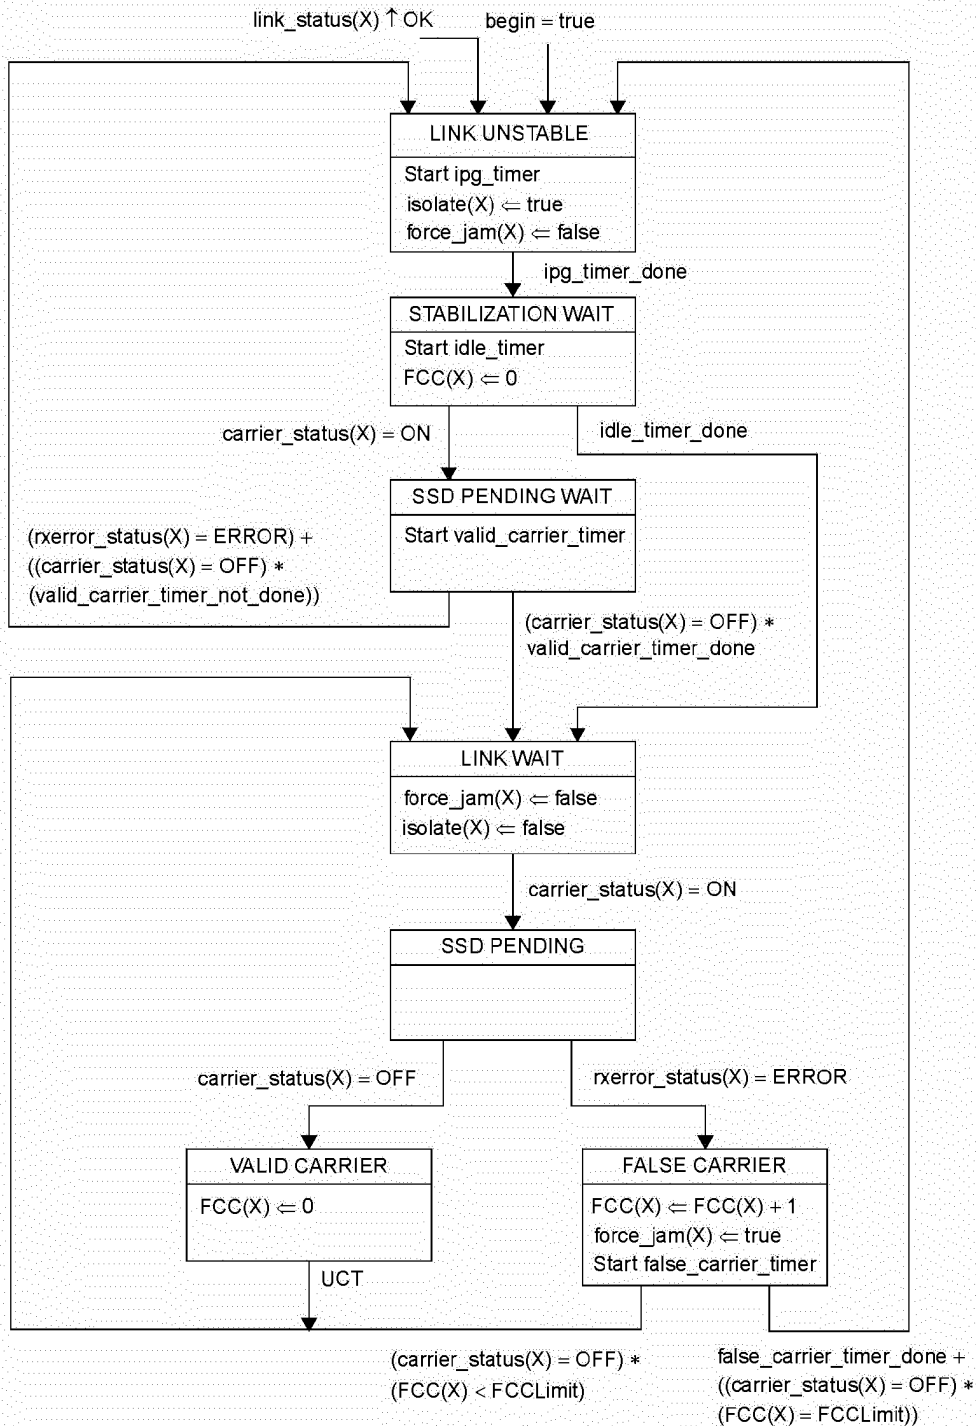 link_status(X) ↑ OK
begin = true
LINK UNSTABLE
Start ipg_timer
isolate(X) ⇐ true
force_jam(X) ⇐ false
ipg_timer_done
STABILIZATION WAIT
Start idle_timer
FCC(X) ⇐ 0
carrier_status(X) = ON
idle_timer_done
SSD PENDING WAIT
Start valid_carrier_timer
(rxerror_status(X) = ERROR) +
((carrier_status(X) = OFF) *
(valid_carrier_timer_not_done))
(carrier_status(X) = OFF) *
valid_carrier_timer_done
LINK WAIT
force_jam(X) ⇐ false
isolate(X) ⇐ false
carrier_status(X) = ON
SSD PENDING
carrier_status(X) = OFF
rxerror_status(X) = ERROR
VALID CARRIER
FCC(X) ⇐ 0
UCT
FALSE CARRIER
FCC(X) ⇐ FCC(X) + 1
force_jam(X) ⇐ true
Start false_carrier_timer
(carrier_status(X) = OFF) *
(FCC(X) < FCCLimit)
false_carrier_timer_done +
((carrier_status(X) = OFF) *
(FCC(X) = FCCLimit))